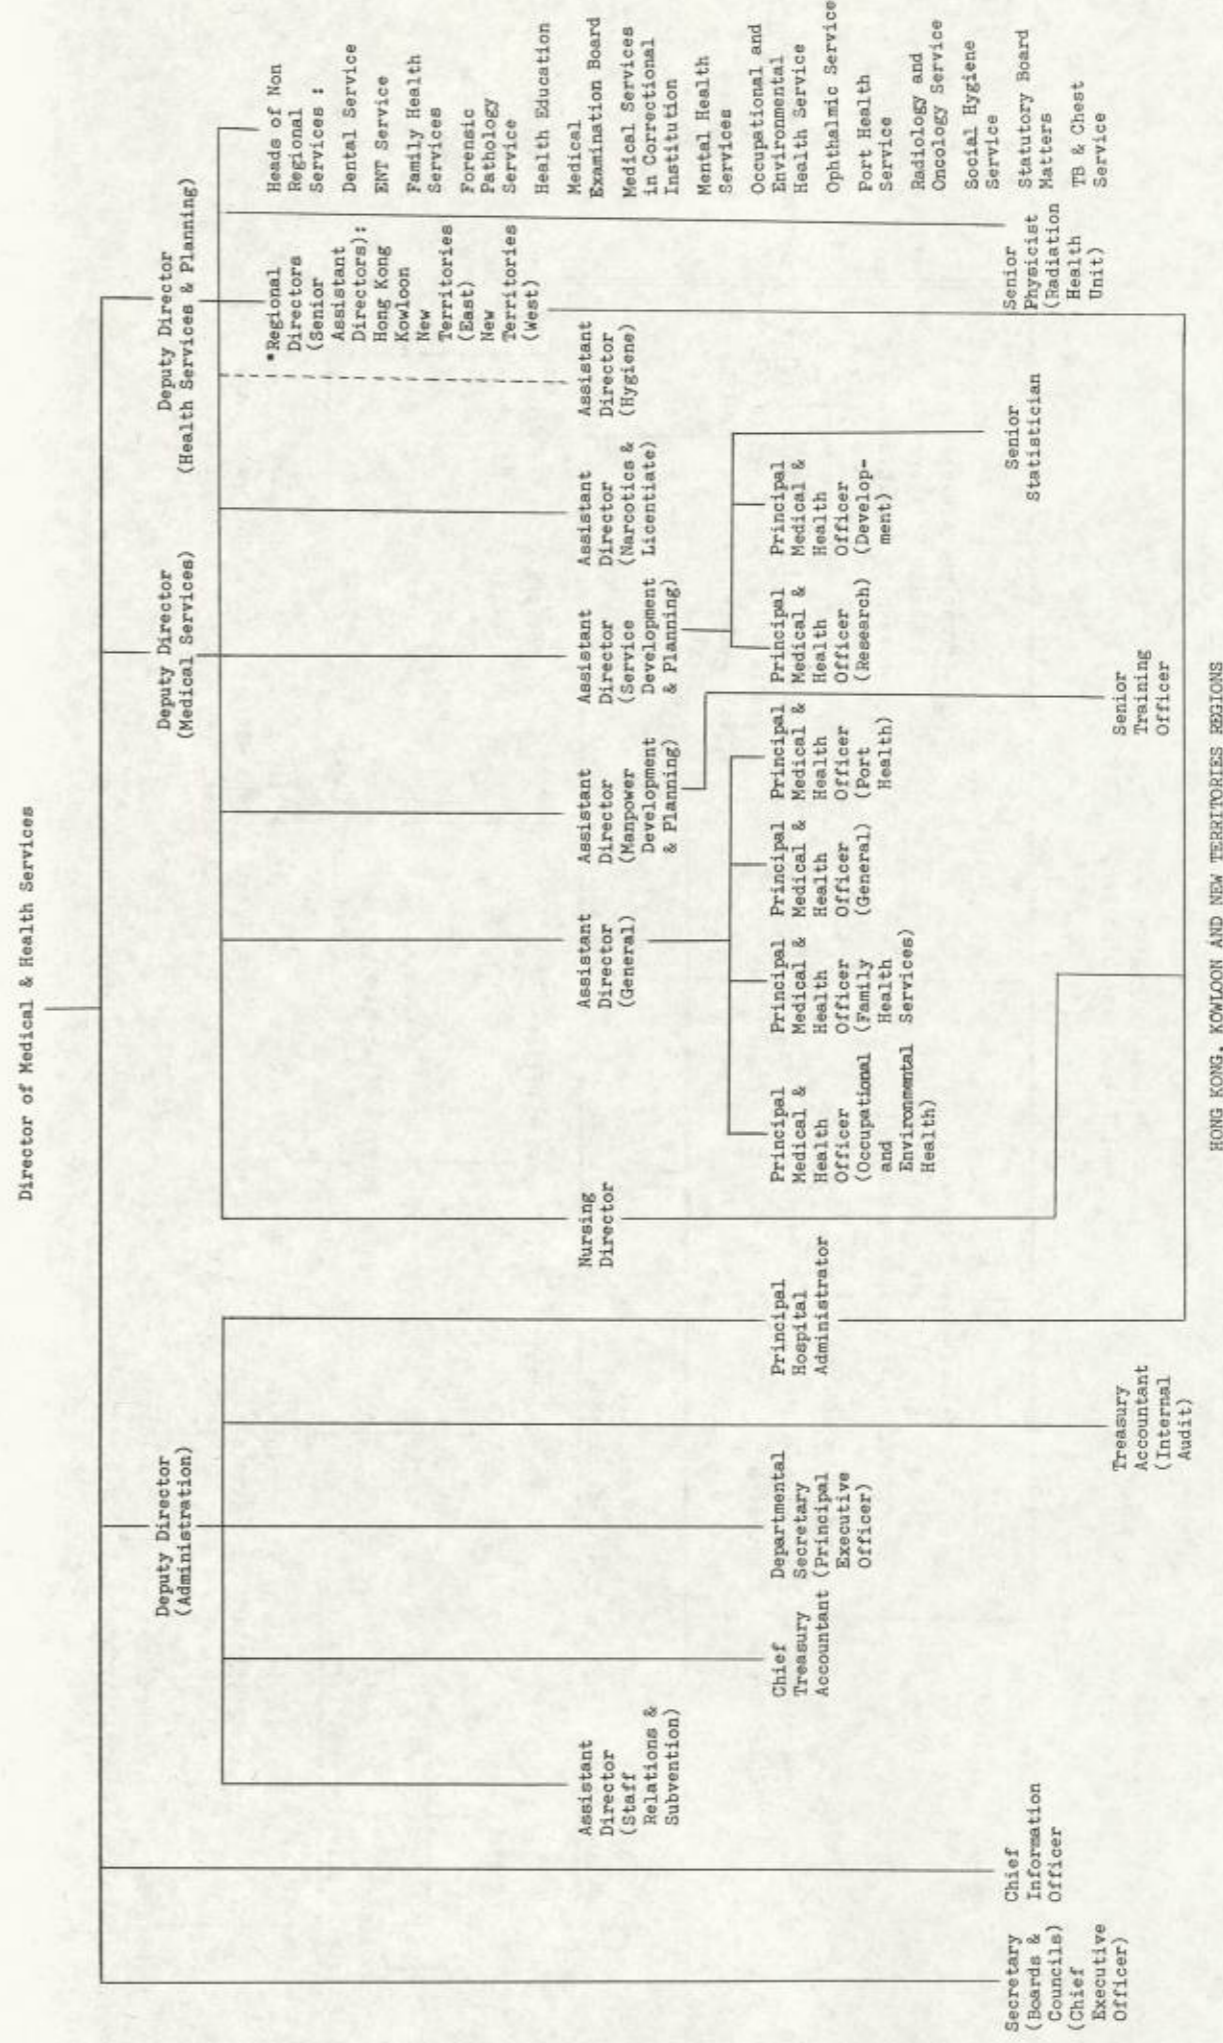 Director of Medical & Health Services
Deputy Director
(Administration)
Deputy Director
(Medical Services)
Deputy Director
(Health Services & Planning)
Secretary
(Boards &
Councils)
(Chief
Executive
Officer)
Chief
Information
Officer
Assistant
Director
(Staff
Relations &
Subvention)
Chief
Treasury
Accountant
Departmental
Secretary
(Principal
Executive
Officer)
Treasury
Accountant
(Internal
Audit)
Principal
Hospital
Administrator
Nursing
Director
Assistant
Director
(General)
Principal
Medical &
Health
Officer
(Occupational
and
Environmental
Health)
Principal
Medical &
Health
Officer
(Family
Health
Services)
Principal
Medical &
Health
Officer
(General)
Principal
Medical &
Health
Officer
(Port
Health)
Assistant
Director
(Manpower
Development
& Planning)
Senior
Training
Officer
Assistant
Director
(Service
Development
& Planning)
Principal
Medical &
Health
Officer
(Research)
Principal
Medical &
Health
Officer
(Develop-
ment)
Senior
Statistician
Assistant
Director
(Narcotics &
Licentiate)
Assistant
Director
(Hygiene)
*Regional
Directors
(Senior
Assistant
Directors):
Hong Kong
Kowloon
New
Territories
(East)
New
Territories
(West)
Senior
Physicist
(Radiation
Health
Unit)
Heads of Non
Regional
Services :
Dental Service
ENT Service
Family Health
Services
Forensic
Pathology
Service
Health Education
Medical
Examination Board
Medical Services
in Correctional
Institution
Mental Health
Services
Occupational and
Environmental
Health Service
Ophthalmic Service
Port Health
Service
Radiology and
Oncology Service
Social Hygiene
Service
Statutory Board
Matters
TB & Chest
Service
HONG KONG, KOWLOON AND NEW TERRITORIES REGIONS